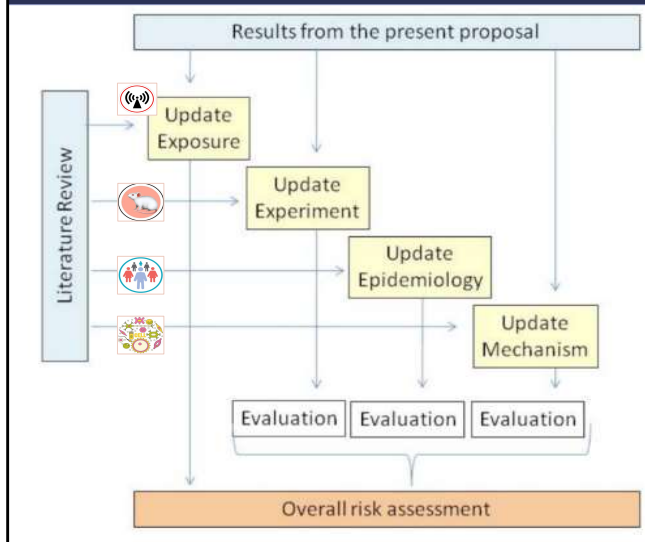 Results from the present proposal
Literature Review
Update
Exposure
Update
Experiment
Update
Epidemiology
Update
Mechanism
Evaluation
Evaluation
Evaluation
Overall risk assessment